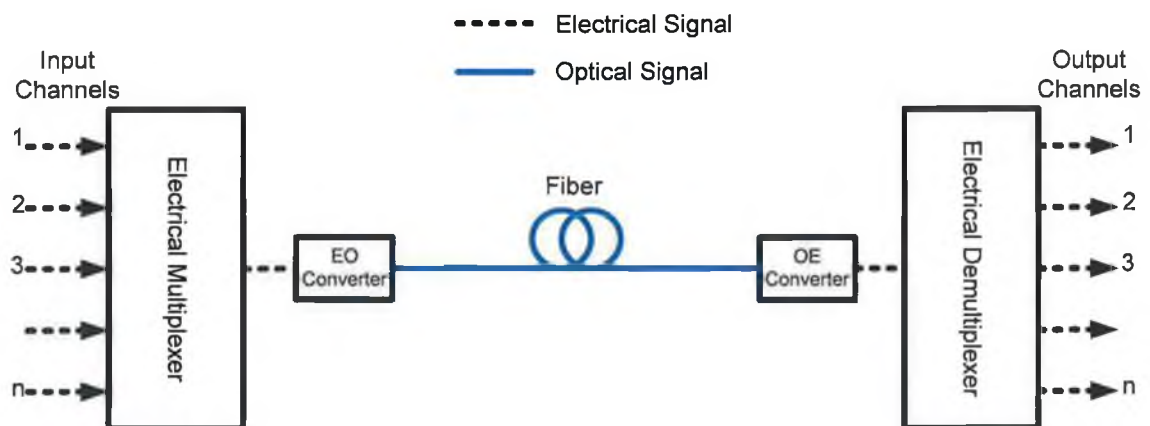 Electrical Signal
Optical Signal
Input
Channels
Output
Channels
1
2
3
n
Electrical Multiplexer
EO
Converter
Fiber
OE
Converter
Electrical Demultiplexer
1
2
3
n